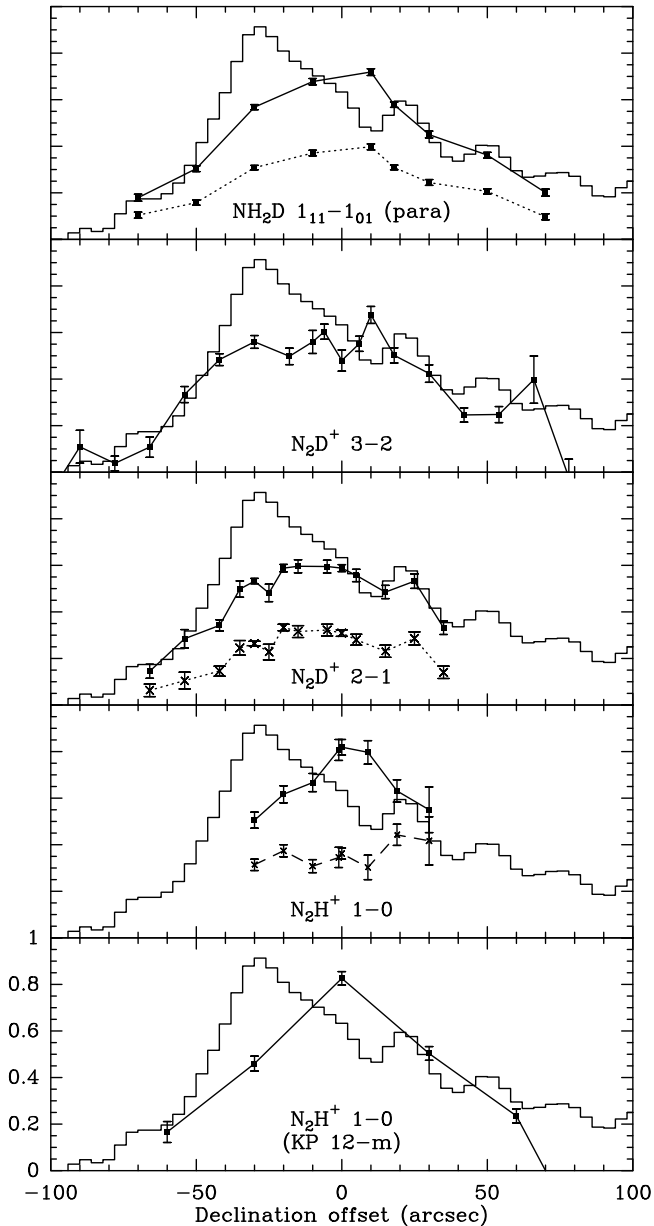 NH₂D 1₁₁−1₀₁ (para)
N₂D⁺ 3−2
N₂D⁺ 2−1
N₂H⁺ 1−0
1
0.8
0.6
0.4
N₂H⁺ 1−0
0.2
(KP 12−m)
0
−100 −50 0 50 100
Declination offset (arcsec)